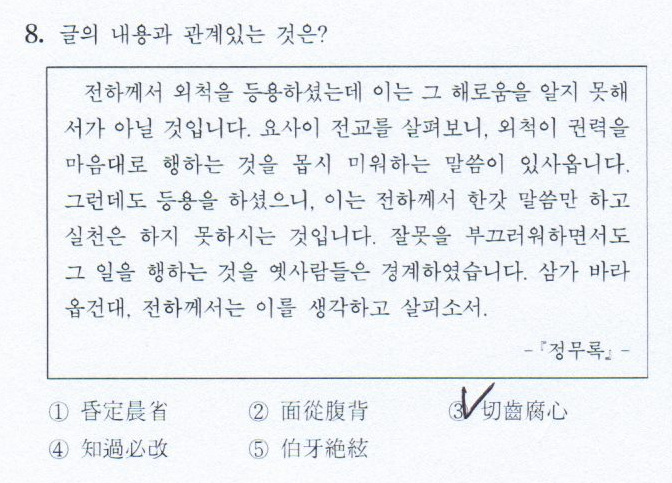 8. 글의 내용과 관계있는 것은?
전하께서 외척을 등용하셨는데 이는 그 해로움을 알지 못해
서가 아닐 것입니다. 요사이 전교를 살펴보니, 외척이 권력을
마음대로 행하는 것을 몹시 미워하는 말씀이 있사옵니다.
그런데도 등용을 하셨으니, 이는 전하께서 한갓 말씀만 하고
실천은 하지 못하시는 것입니다. 잘못을 부끄러워하면서도
그 일을 행하는 것을 옛사람들은 경계하였습니다. 삼가 바라
옵건대, 전하께서는 이를 생각하고 살피소서.
-『정무록』-
① 昏定晨省 ② 面從腹背 ③ 切齒腐心
④ 知過必改 ⑤ 伯牙絶絃